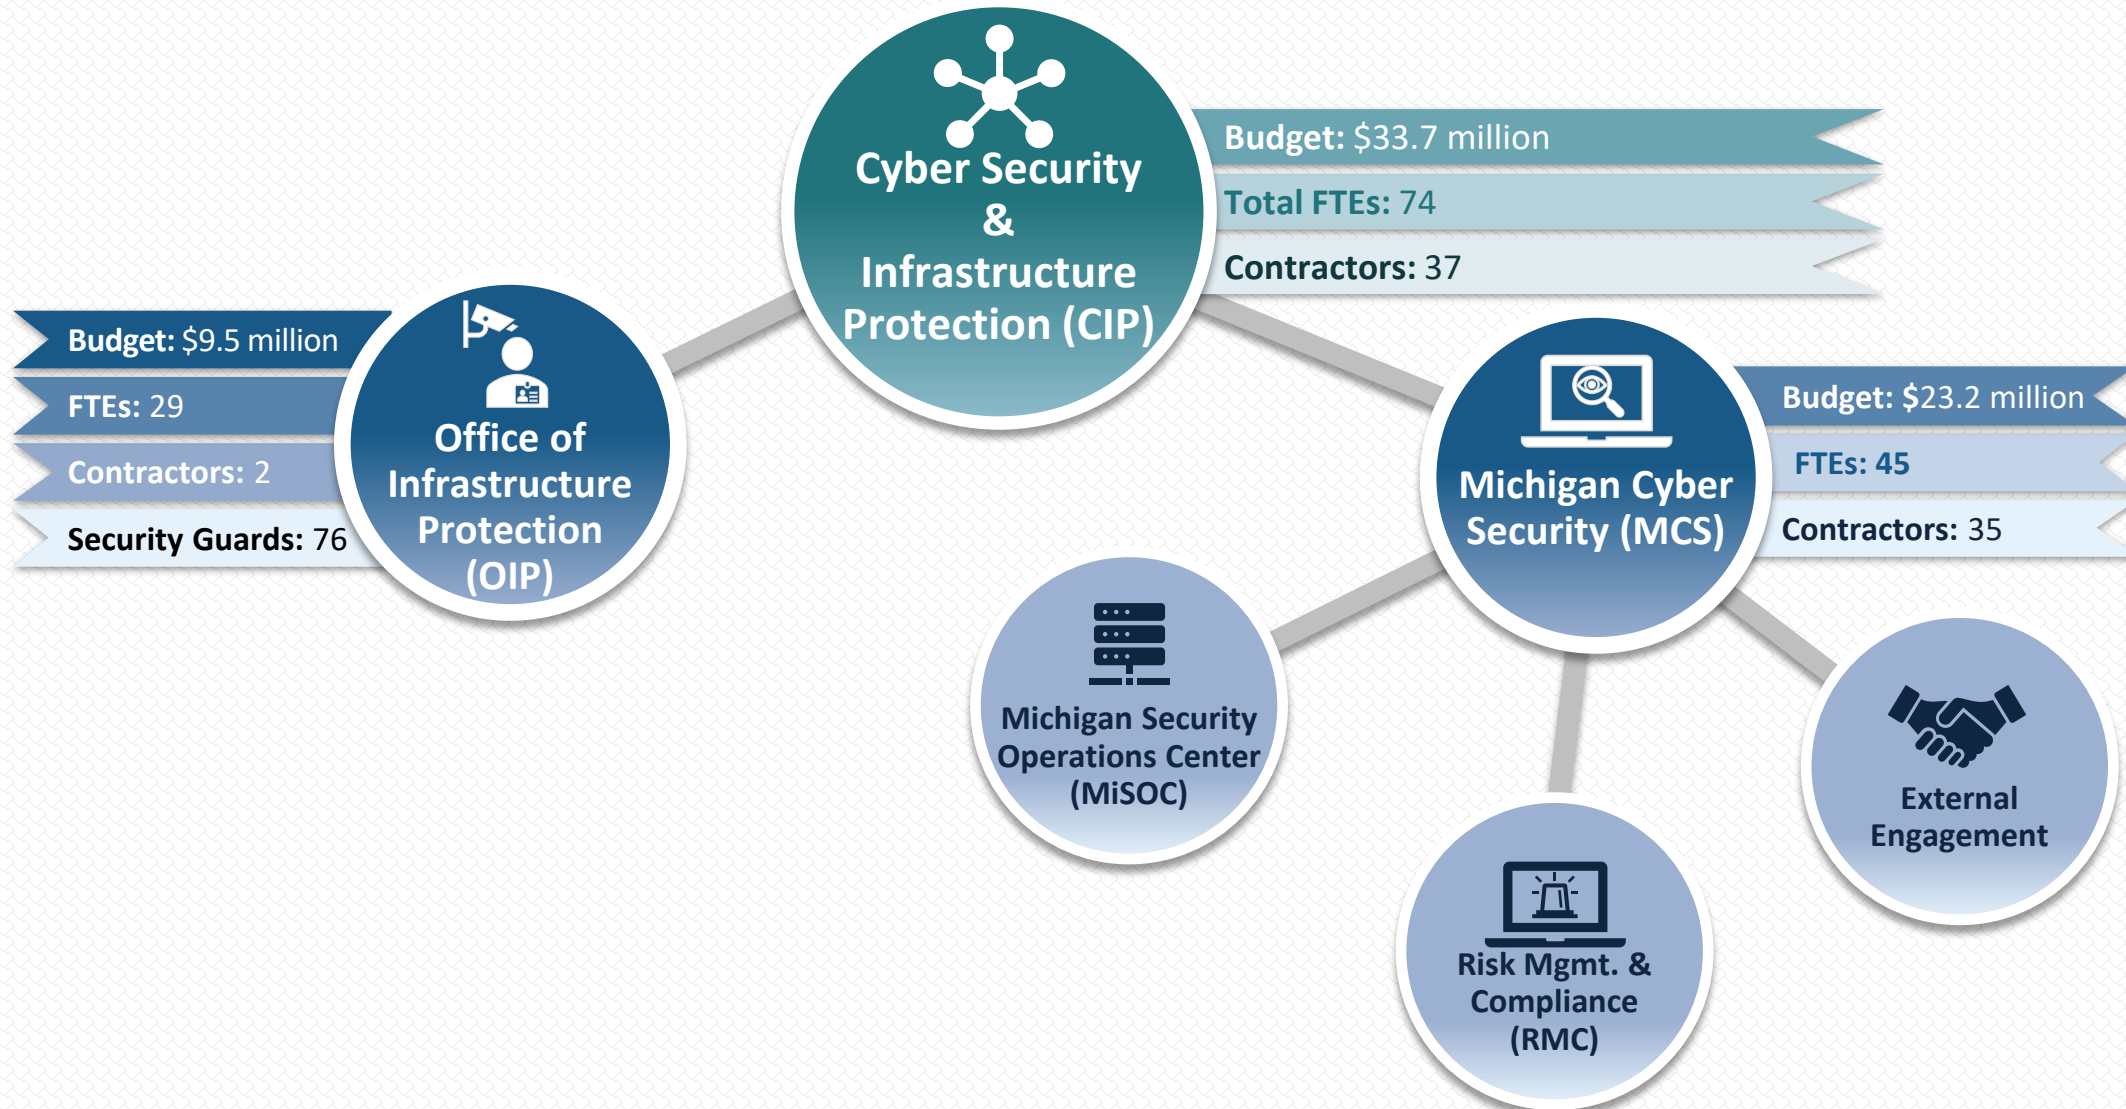 Cyber Security
&
Infrastructure
Protection (CIP)
Budget: $33.7 million
Total FTEs: 74
Contractors: 37
Budget: $9.5 million
FTEs: 29
Contractors: 2
Security Guards: 76
Office of
Infrastructure
Protection
(OIP)
Michigan Cyber
Security (MCS)
Budget: $23.2 million
FTEs: 45
Contractors: 35
Michigan Security
Operations Center
(MiSOC)
Risk Mgmt. &
Compliance
(RMC)
External
Engagement